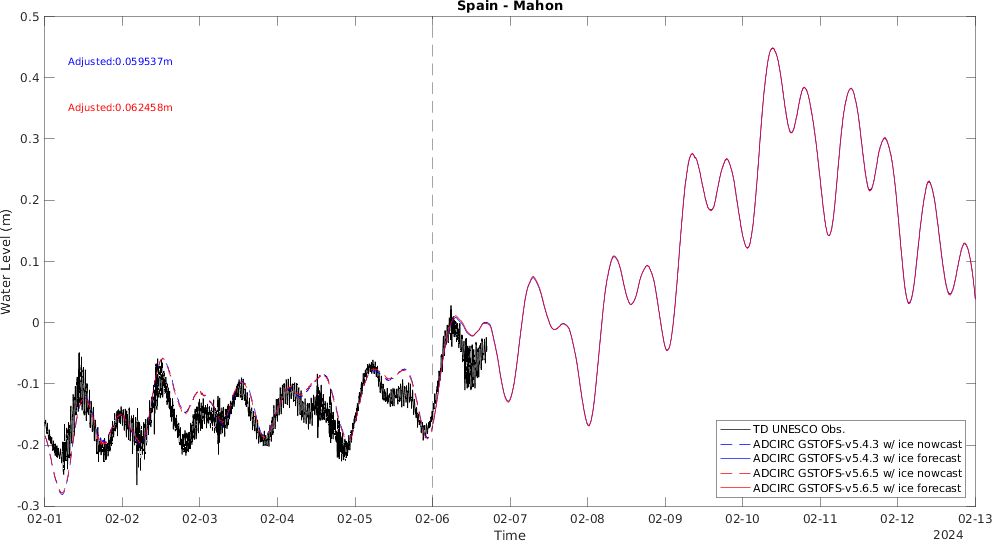 Spain - Mahon
Adjusted:0.059537m
Adjusted:0.062458m
Water Level (m)
0.5
0.4
0.3
0.2
0.1
0
-0.1
-0.2
-0.3
TD UNESCO Obs.
ADCIRC GSTOFS-v5.4.3 w/ ice nowcast
ADCIRC GSTOFS-v5.4.3 w/ ice forecast
ADCIRC GSTOFS-v5.6.5 w/ ice nowcast
ADCIRC GSTOFS-v5.6.5 w/ ice forecast
02-01 02-02 02-03 02-04 02-05 02-06 02-07 02-08 02-09 02-10 02-11 02-12 02-13
Time
2024